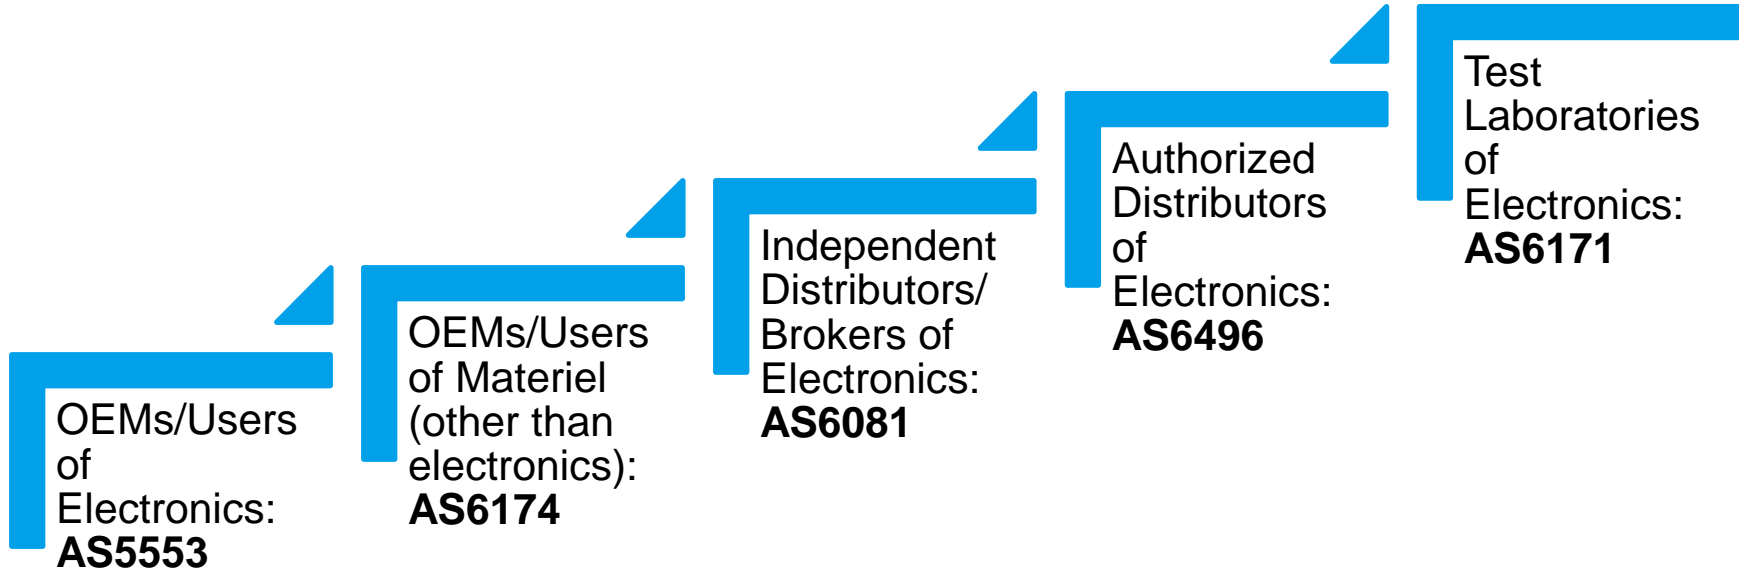 OEMs/Users
of
Electronics:
AS5553
OEMs/Users
of Materiel
(other than
electronics):
AS6174
Independent
Distributors/
Brokers of
Electronics:
AS6081
Authorized
Distributors
of
Electronics:
AS6496
Test
Laboratories
of
Electronics:
AS6171